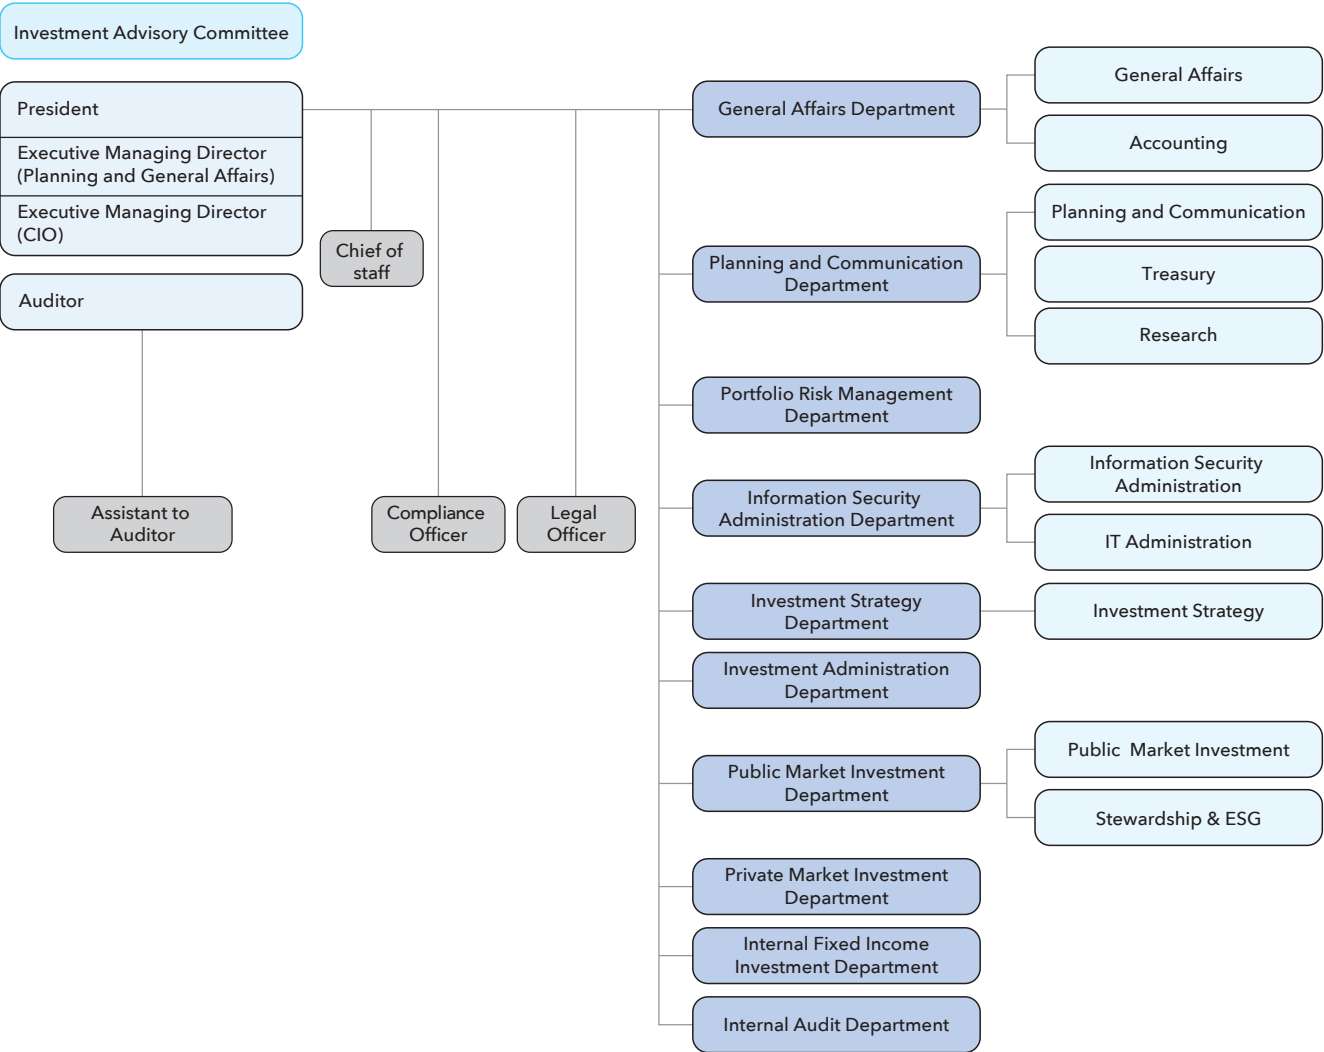 Investment Advisory Committee
President
Executive Managing Director
(Planning and General Affairs)
Executive Managing Director
(CIO)
Auditor
Chief of
staff
Assistant to
Auditor
Compliance
Officer
Legal
Officer
General Affairs Department
General Affairs
Accounting
Planning and Communication
Department
Planning and Communication
Treasury
Research
Portfolio Risk Management
Department
Information Security
Administration Department
Information Security
Administration
IT Administration
Investment Strategy
Department
Investment Strategy
Investment Administration
Department
Public Market Investment
Department
Public Market Investment
Stewardship & ESG
Private Market Investment
Department
Internal Fixed Income
Investment Department
Internal Audit Department